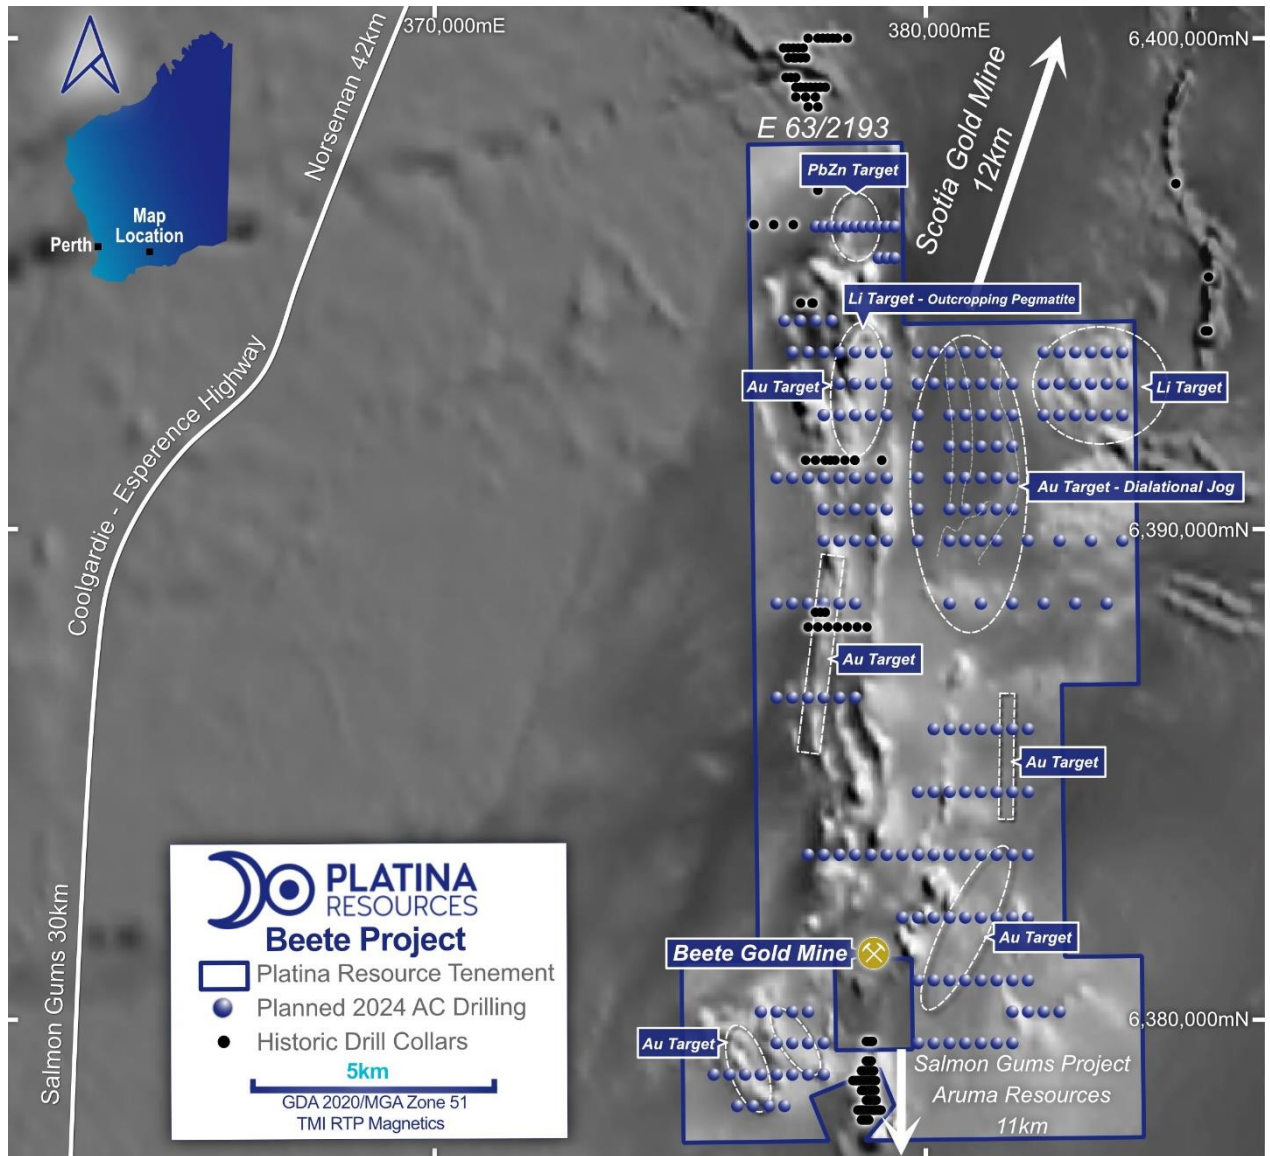 370,000mE
380,000mE
6,400,000mN
Norseman 42km
Scotia Gold Mine
12km
E 63/2193
PbZn Target
Perth
Map
Location
Li Target - Outcropping Pegmatite
Au Target
Li Target
Coolgardie - Esperence Highway
Au Target - Dialational Jog
6,390,000mN
Au Target
Au Target
PLATINA
RESOURCES
Beete Project
Platina Resource Tenement
Planned 2024 AC Drilling
Historic Drill Collars
5km
GDA 2020/MGA Zone 51
TMI RTP Magnetics
Salmon Gums 30km
Au Target
Beete Gold Mine
6,380,000mN
Au Target
Salmon Gums Project
Aruma Resources
11km